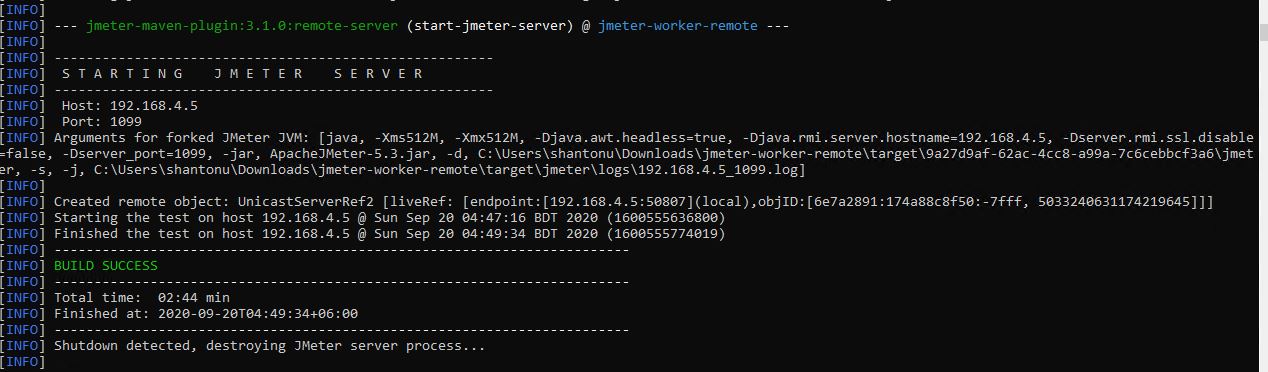 [INFO]
[INFO] --- jmeter-maven-plugin:3.1.0:remote-server (start-jmeter-server) @ jmeter-worker-remote ---
[INFO]
[INFO] -------------------------------------------------------
[INFO]  S T A R T I N G    J M E T E R    S E R V E R
[INFO] -------------------------------------------------------
[INFO]  Host: 192.168.4.5
[INFO]  Port: 1099
[INFO] Arguments for forked JMeter JVM: [java, -Xms512M, -Xmx512M, -Djava.awt.headless=true, -Djava.rmi.server.hostname=192.168.4.5, -Dserver.rmi.ssl.disable
=false, -Dserver_port=1099, -jar, ApacheJMeter-5.3.jar, -d, C:\Users\shantonu\Downloads\jmeter-worker-remote\target\9a27d9af-62ac-4cc8-a99a-7c6cebbcf3a6\jmet
er, -s, -j, C:\Users\shantonu\Downloads\jmeter-worker-remote\target\jmeter\logs\192.168.4.5_1099.log]
[INFO]
[INFO] Created remote object: UnicastServerRef2 [liveRef: [endpoint:[192.168.4.5:50807](local),objID:[6e7a2891:174a88c8f50:-7fff, 5033240631174219645]]]
[INFO] Starting the test on host 192.168.4.5 @ Sun Sep 20 04:47:16 BDT 2020 (1600555636800)
[INFO] Finished the test on host 192.168.4.5 @ Sun Sep 20 04:49:34 BDT 2020 (1600555774019)
[INFO] ------------------------------------------------------------------------
[INFO] BUILD SUCCESS
[INFO] ------------------------------------------------------------------------
[INFO] Total time:  02:44 min
[INFO] Finished at: 2020-09-20T04:49:34+06:00
[INFO] ------------------------------------------------------------------------
[INFO] Shutdown detected, destroying JMeter server process...
[INFO]